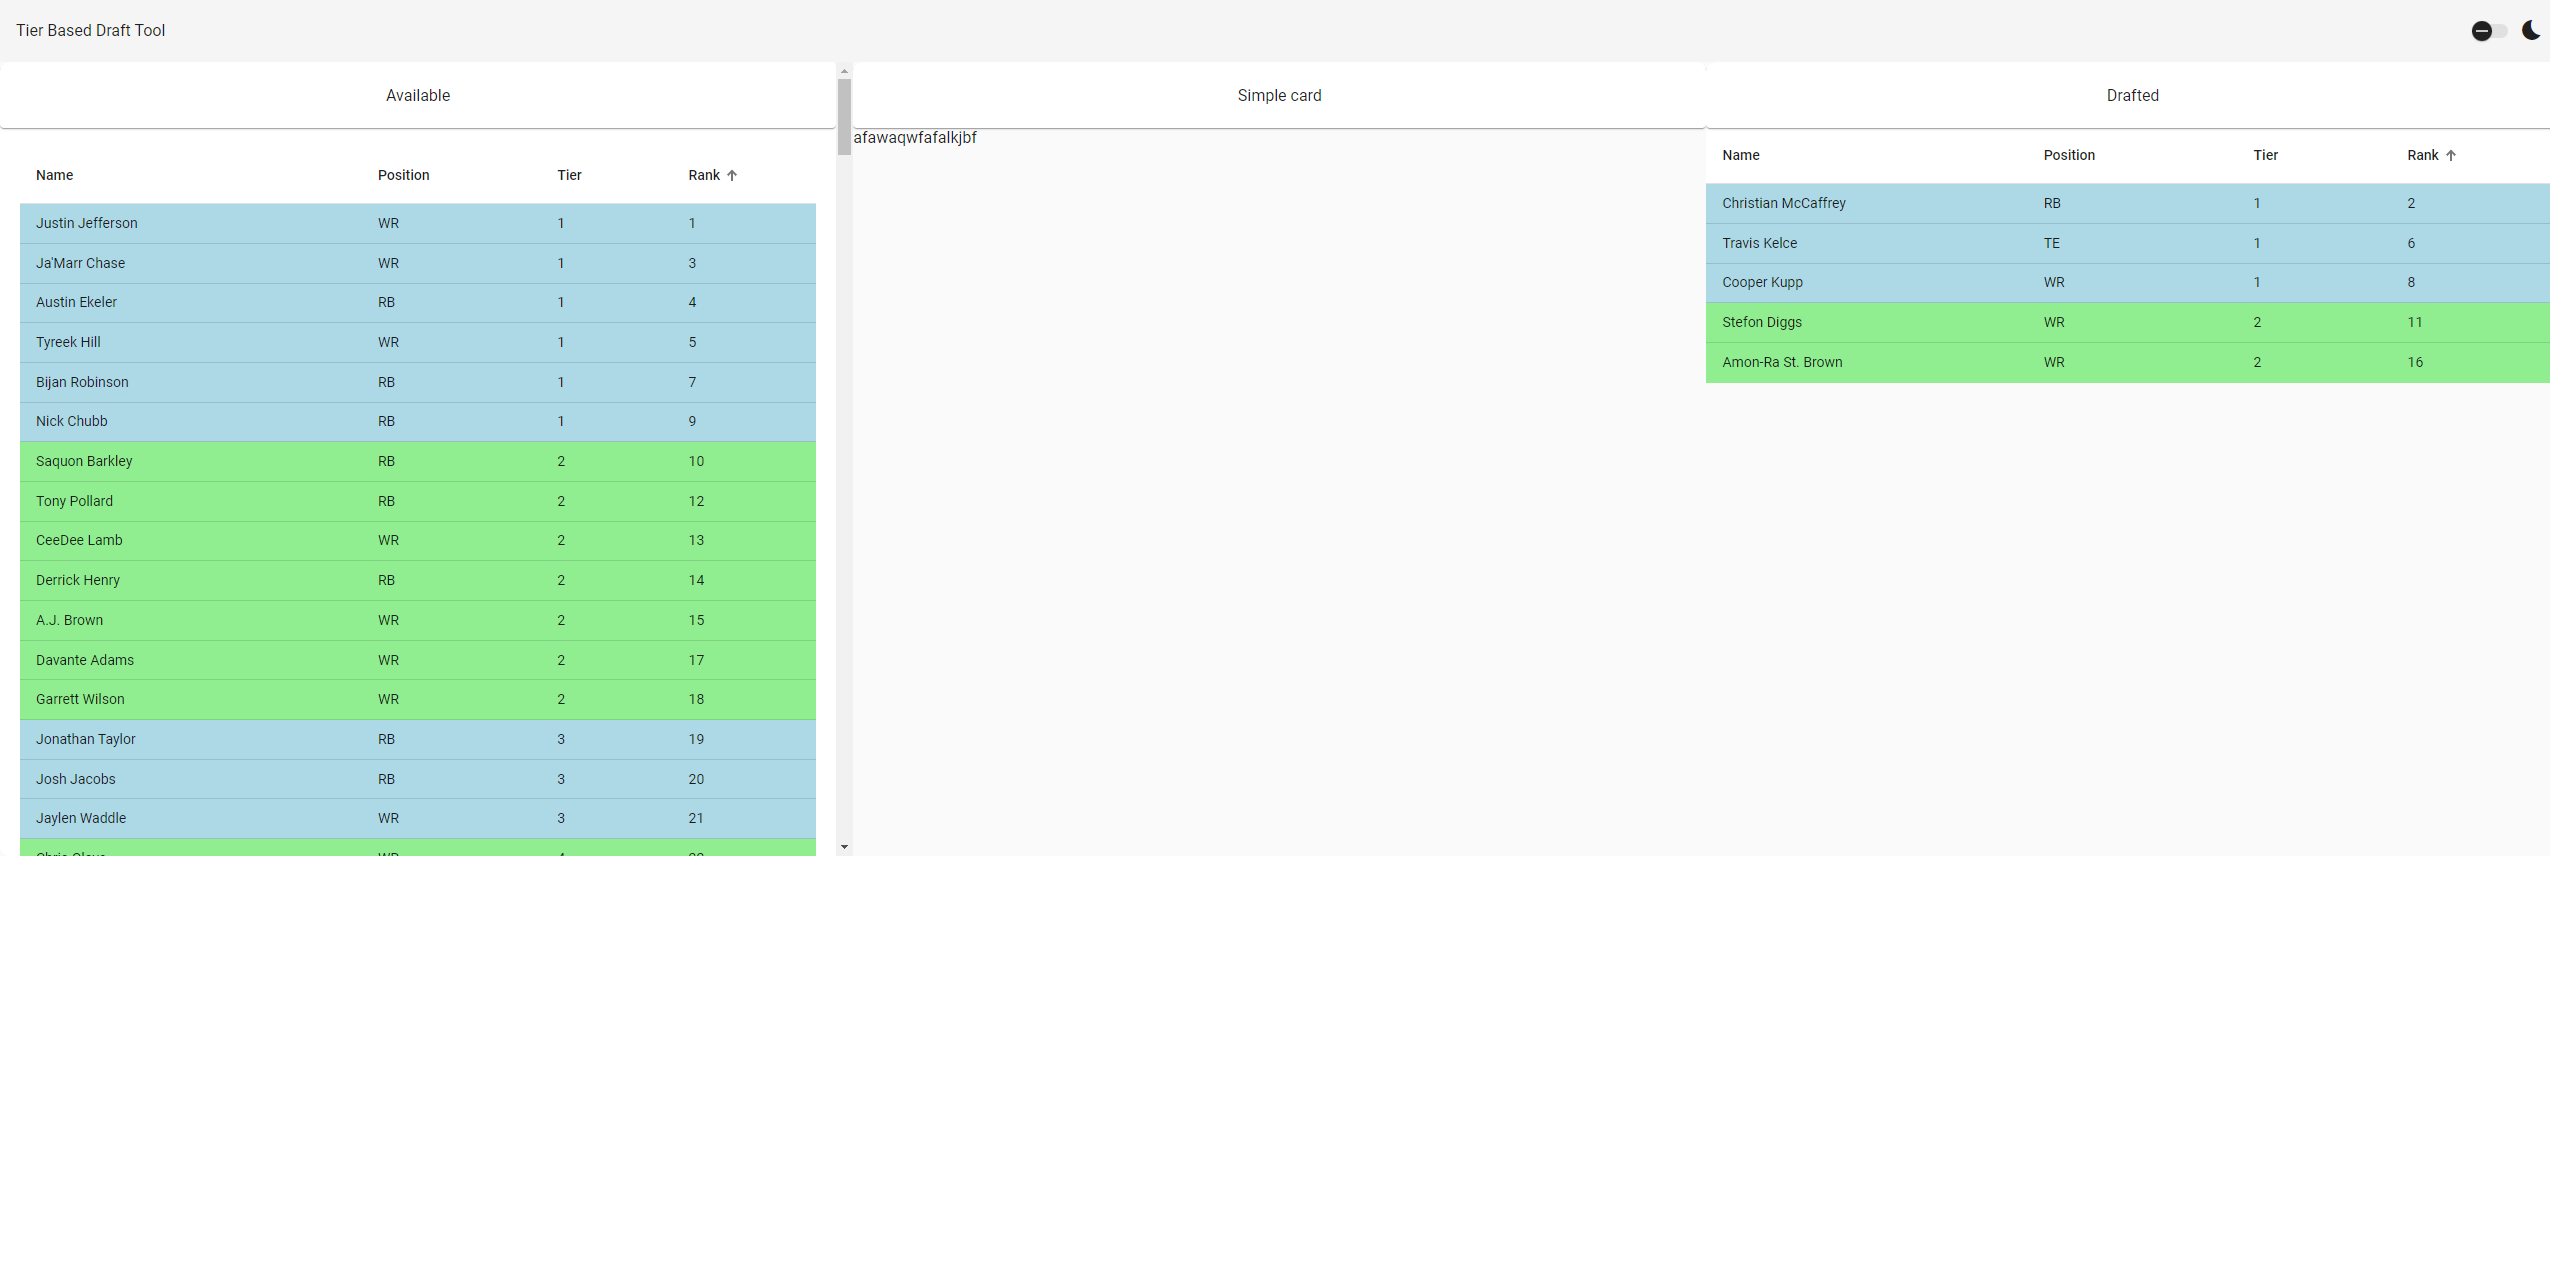 Tier Based Draft Tool
Available
Name Position Tier Rank
Justin Jefferson WR 1 1
Ja'Marr Chase WR 1 3
Austin Ekeler RB 1 4
Tyreek Hill WR 1 5
Bijan Robinson RB 1 7
Nick Chubb RB 1 9
Saquon Barkley RB 2 10
Tony Pollard RB 2 12
CeeDee Lamb WR 2 13
Derrick Henry RB 2 14
A.J. Brown WR 2 15
Davante Adams WR 2 17
Garrett Wilson WR 2 18
Jonathan Taylor RB 3 19
Josh Jacobs RB 3 20
Jaylen Waddle WR 3 21
Simple card
afawaqwfafalkjbf
Drafted
Name Position Tier Rank
Christian McCaffrey RB 1 2
Travis Kelce TE 1 6
Cooper Kupp WR 1 8
Stefon Diggs WR 2 11
Amon-Ra St. Brown WR 2 16